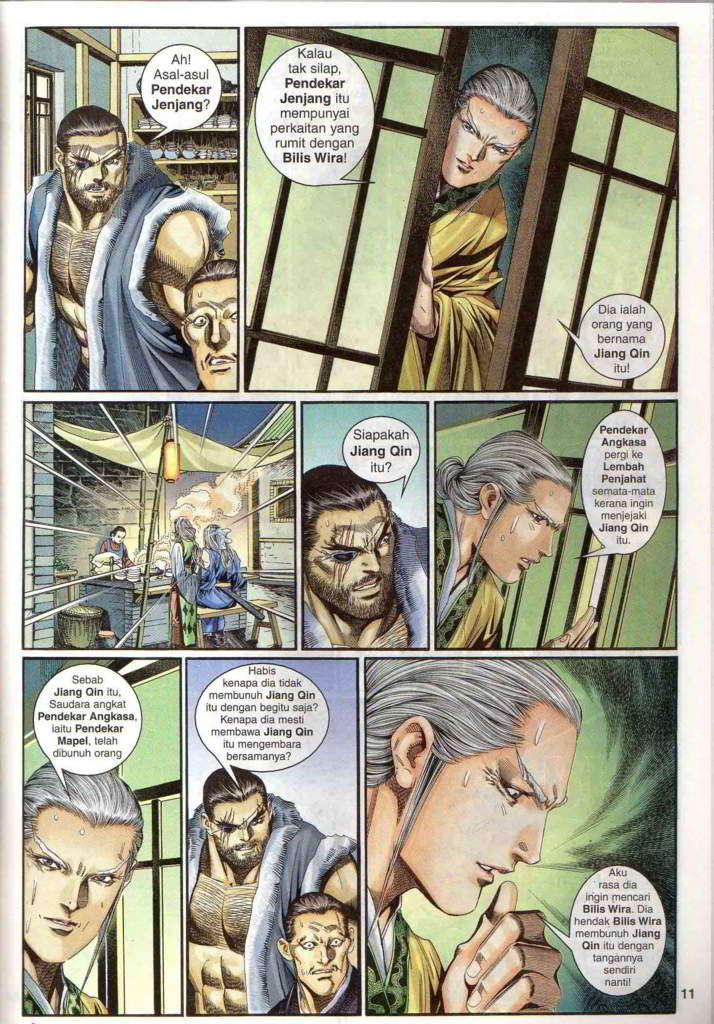 Ah!
Asal-asul
Pendekar
Jenjang?
Kalau
tak silap,
Pendekar
Jenjang itu
mempunyai
perkaitan yang
rumit dengan
Bilis Wira!
Dia ialah
orang yang
bernama
Jiang Qin
itu!
Siapakah
Jiang Qin
itu?
Pendekar
Angkasa
pergi ke
Lembah
Penjahat
semata-mata
kerana ingin
menjejaki
Jiang Qin
itu.
Sebab
Jiang Qin itu,
Saudara angkat
Pendekar Angkasa,
iaitu Pendekar
Mapel, telah
dibunuh orang
Habis
kenapa dia tidak
membunuh Jiang Qin
itu dengan begitu saja?
Kenapa dia mesti
membawa Jiang Qin
itu mengembara
bersamanya?
Aku
rasa dia
ingin mencari
Bilis Wira. Dia
hendak Bilis Wira
membunuh Jiang
Qin itu dengan
tangannya
sendiri
nanti!
11